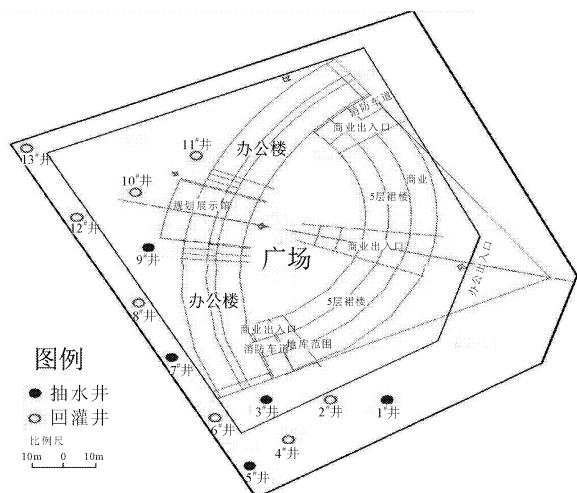 消防车道
商业出入口
11#井
办公楼
13#井
商业
10#井
5层裙楼
规划展示馆
12#井
商业出入口
9#井
广场
办公出入口
8#井
办公楼
5层裙楼
商业出入口
地库范围
消防车道
7#井
图例
抽水井
3#井
2#井
1#井
回灌井
6#井
4#井
比例尺
10m 0 10m
5#井